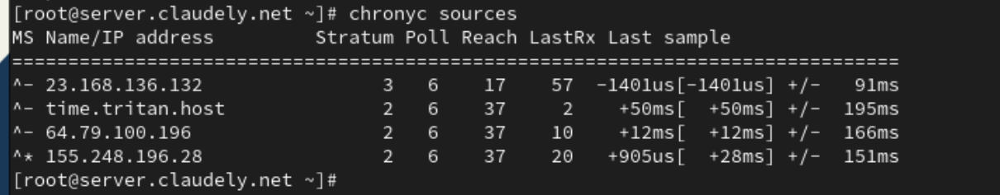 [root@server.claudely.net ~]# chronyc sources
MS Name/IP address         Stratum Poll Reach LastRx Last sample
===============================================================================
^- 23.168.136.132                3   6    17    57  -1401us[-1401us] +/-   91ms
^- time.tritan.host              2   6    37     2    +50ms[  +50ms] +/-  195ms
^- 64.79.100.196                 2   6    37    10    +12ms[  +12ms] +/-  166ms
^* 155.248.196.28                2   6    37    20   +905us[  +28ms] +/-  151ms
[root@server.claudely.net ~]#